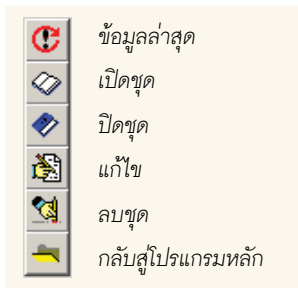 ข้อมูลล่าสุด
เปิดชุด
ปิดชุด
แก้ไข
ลบชุด
กลับสู่โปรแกรมหลัก